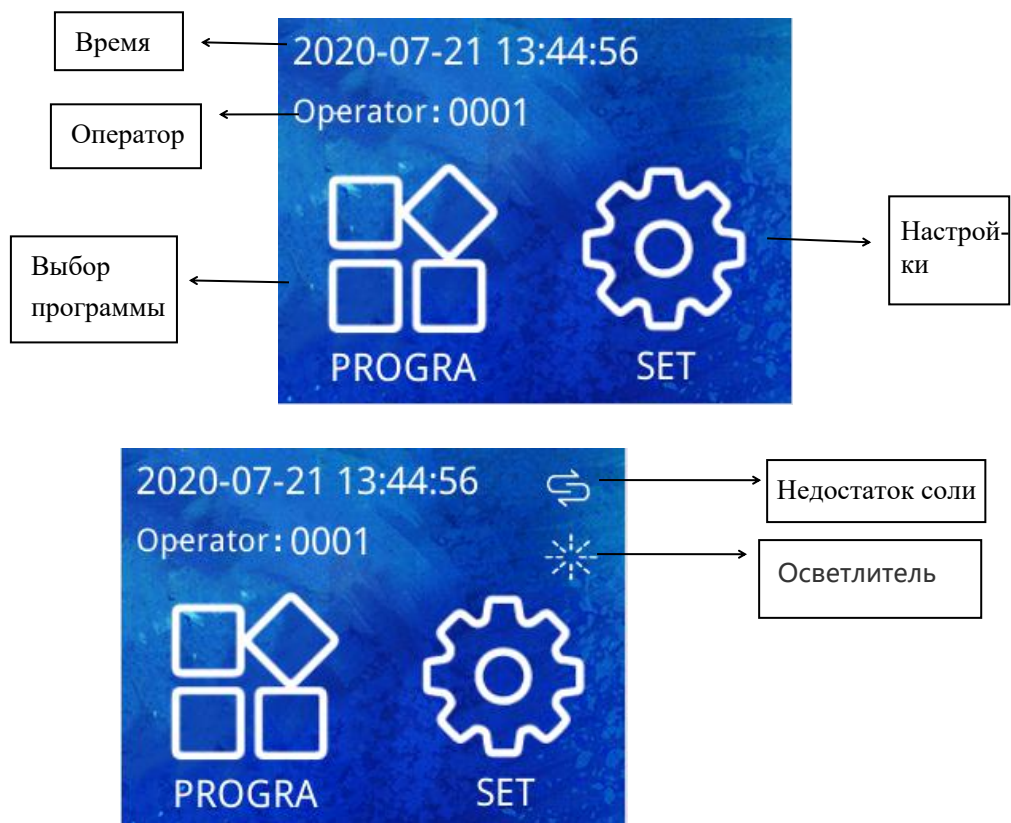 Время
2020-07-21 13:44:56
Оператор
Operator: 0001
Выбор
программы
Настрой-
ки
PROGRA
SET
2020-07-21 13:44:56
Недостаток соли
Operator: 0001
Осветлитель
PROGRA
SET